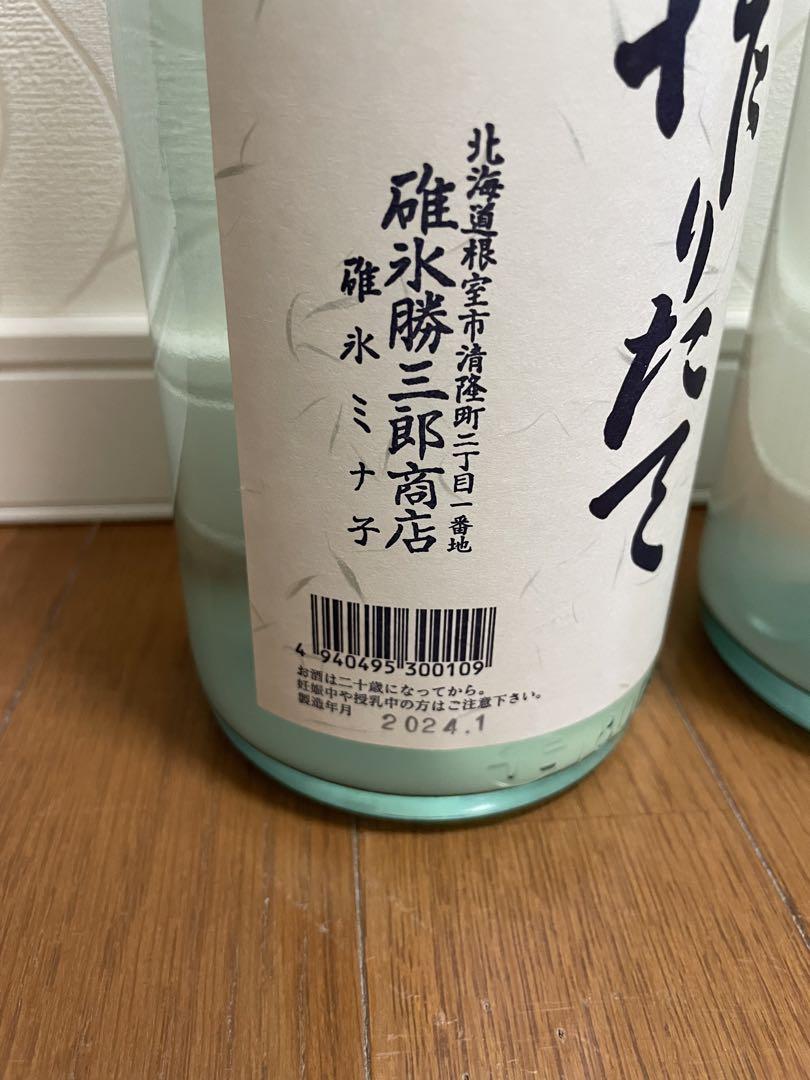 搾りたて
北海道根室市清隆町二丁目一番地
碓氷勝三郎商店
碓氷ミナ子
4 940495 300109
お酒は二十歳になってから。
妊娠中や授乳中の方はご注意下さい。
製造年月 2024.1